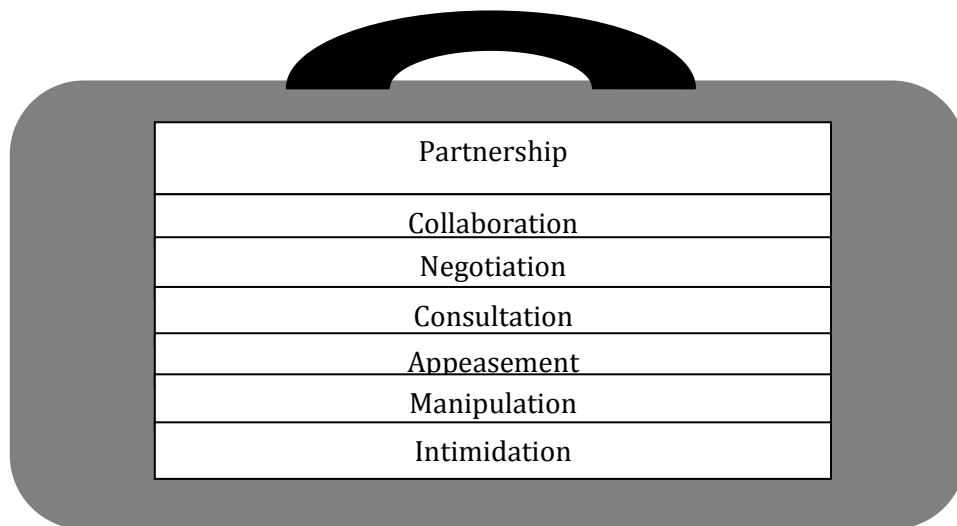 Partnership
Collaboration
Negotiation
Consultation
Appeasement
Manipulation
Intimidation